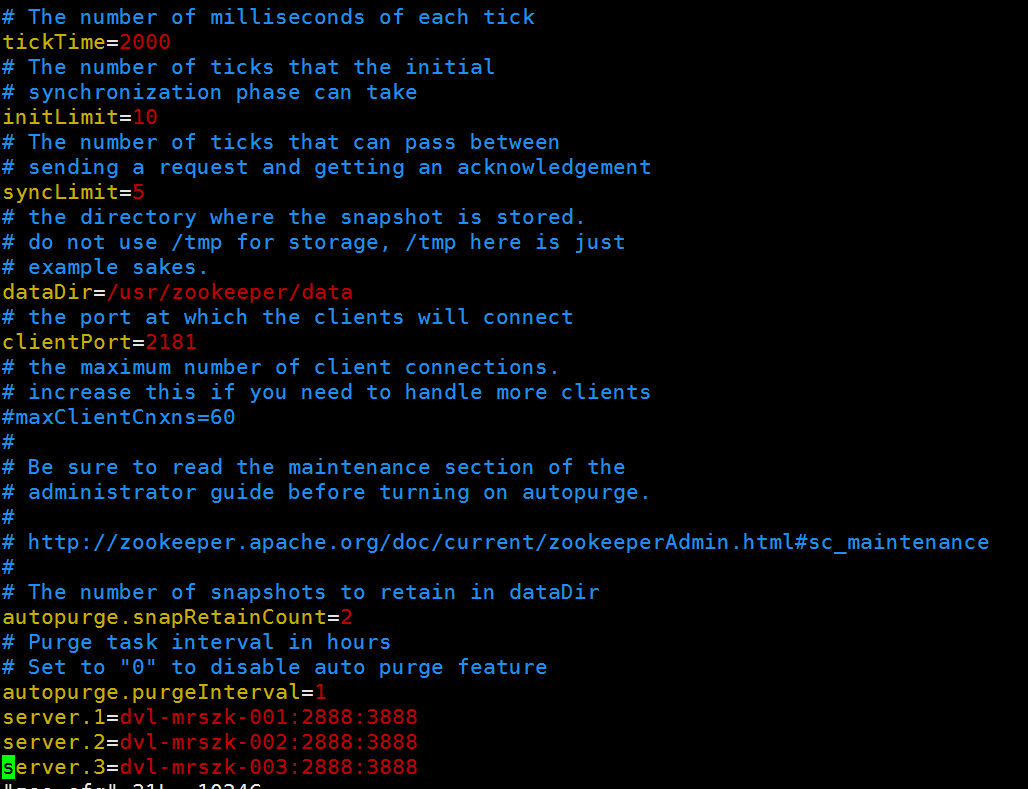 # The number of milliseconds of each tick
tickTime=2000
# The number of ticks that the initial
# synchronization phase can take
initLimit=10
# The number of ticks that can pass between
# sending a request and getting an acknowledgement
syncLimit=5
# the directory where the snapshot is stored.
# do not use /tmp for storage, /tmp here is just
# example sakes.
dataDir=/usr/zookeeper/data
# the port at which the clients will connect
clientPort=2181
# the maximum number of client connections.
# increase this if you need to handle more clients
#maxClientCnxns=60
#
# Be sure to read the maintenance section of the
# administrator guide before turning on autopurge.
#
# http://zookeeper.apache.org/doc/current/zookeeperAdmin.html#sc_maintenance
#
# The number of snapshots to retain in dataDir
autopurge.snapRetainCount=2
# Purge task interval in hours
# Set to "0" to disable auto purge feature
autopurge.purgeInterval=1
server.1=dvl-mrszk-001:2888:3888
server.2=dvl-mrszk-002:2888:3888
server.3=dvl-mrszk-003:2888:3888